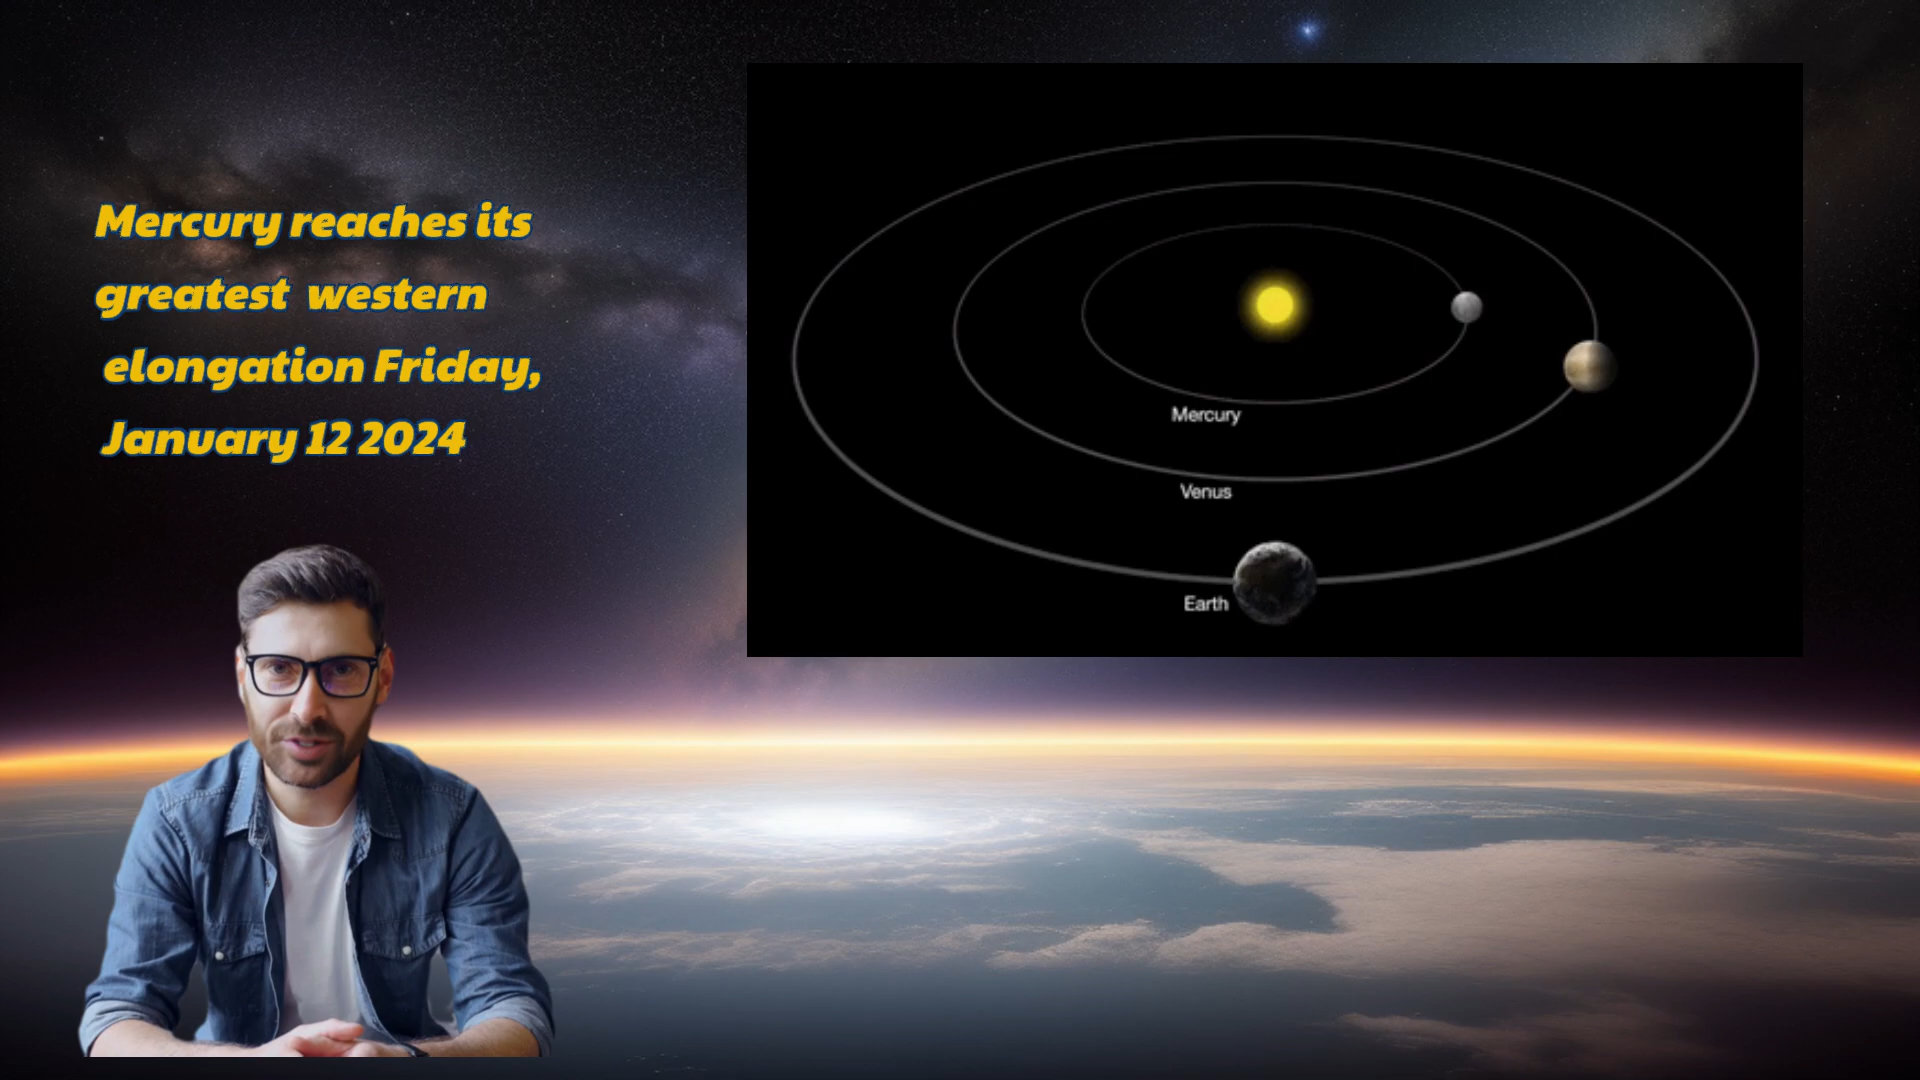 Mercury reaches its
greatest western
elongation Friday,
January 12 2024
Mercury
Venus
Earth